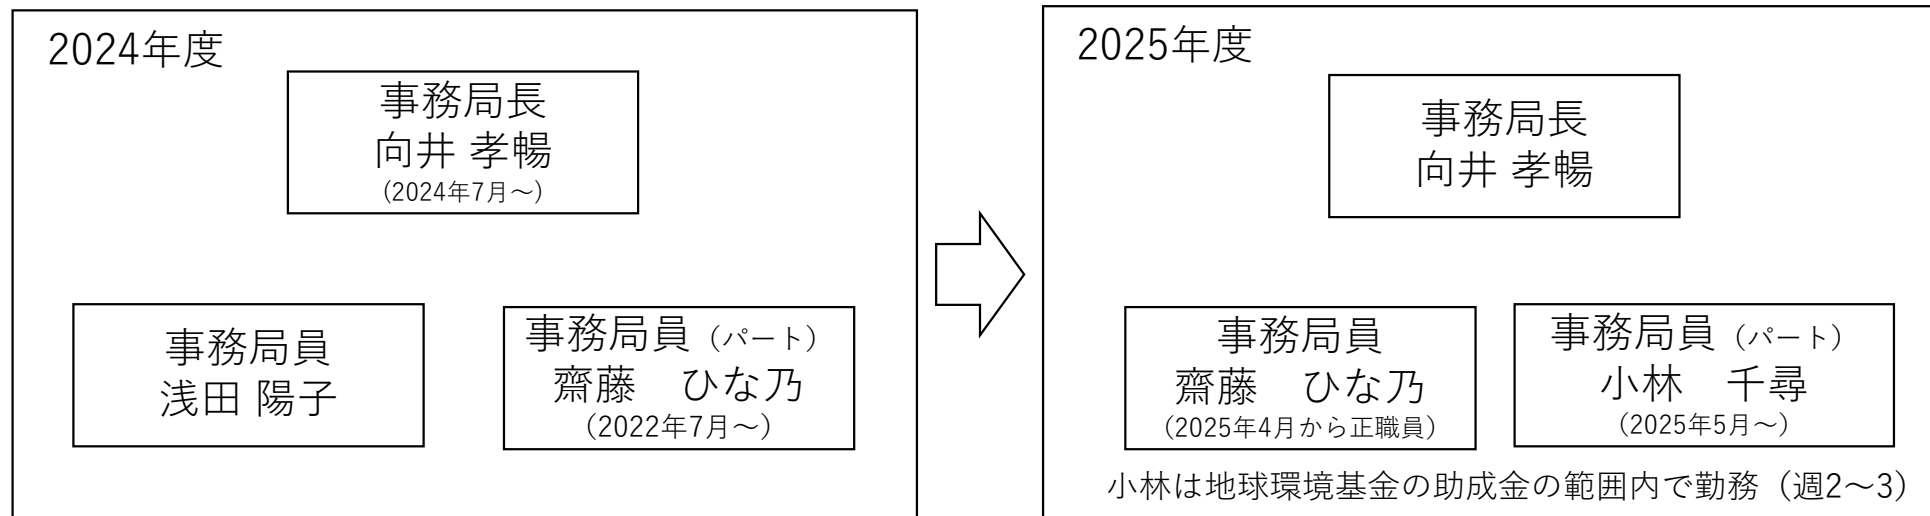 2024年度
事務局長
向井 孝暢
(2024年7月～)
事務局員
浅田 陽子
事務局員（パート）
齋藤　ひな乃
（2022年7月～）
2025年度
事務局長
向井 孝暢
事務局員
齋藤　ひな乃
（2025年4月から正職員）
事務局員（パート）
小林　千尋
（2025年5月～）
小林は地球環境基金の助成金の範囲内で勤務（週2～3）